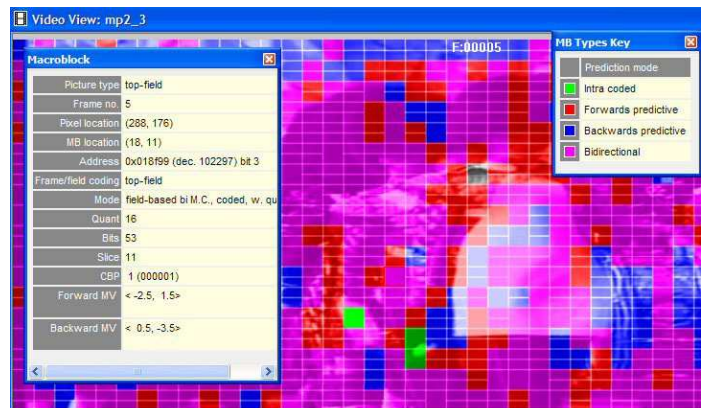 Video View: mp2_3
F:00005
Macroblock
Picture type top-field
Frame no. 5
Pixel location (288, 176)
MB location (18, 11)
Address 0x018f99 (dec. 102297) bit 3
Frame/field coding top-field
Mode field-based bi M.C., coded, w. qu
Quant 16
Bits 53
Slice 11
CBP 1 (000001)
Forward MV < -2.5, 1.5>
Backward MV < 0.5, -3.5>
MB Types Key
Prediction mode
Intra coded
Forwards predictive
Backwards predictive
Bidirectional